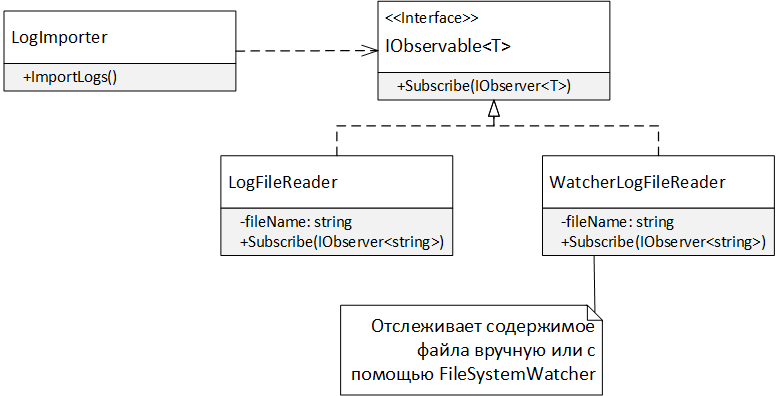 LogImporter
+ImportLogs()
<<Interface>>
IObservable<T>
+Subscribe(IObserver<T>)
LogFileReader
-fileName: string
+Subscribe(IObserver<string>)
WatcherLogFileReader
-fileName: string
+Subscribe(IObserver<string>)
Отслеживает содержимое
файла вручную или с
помощью FileSystemWatcher